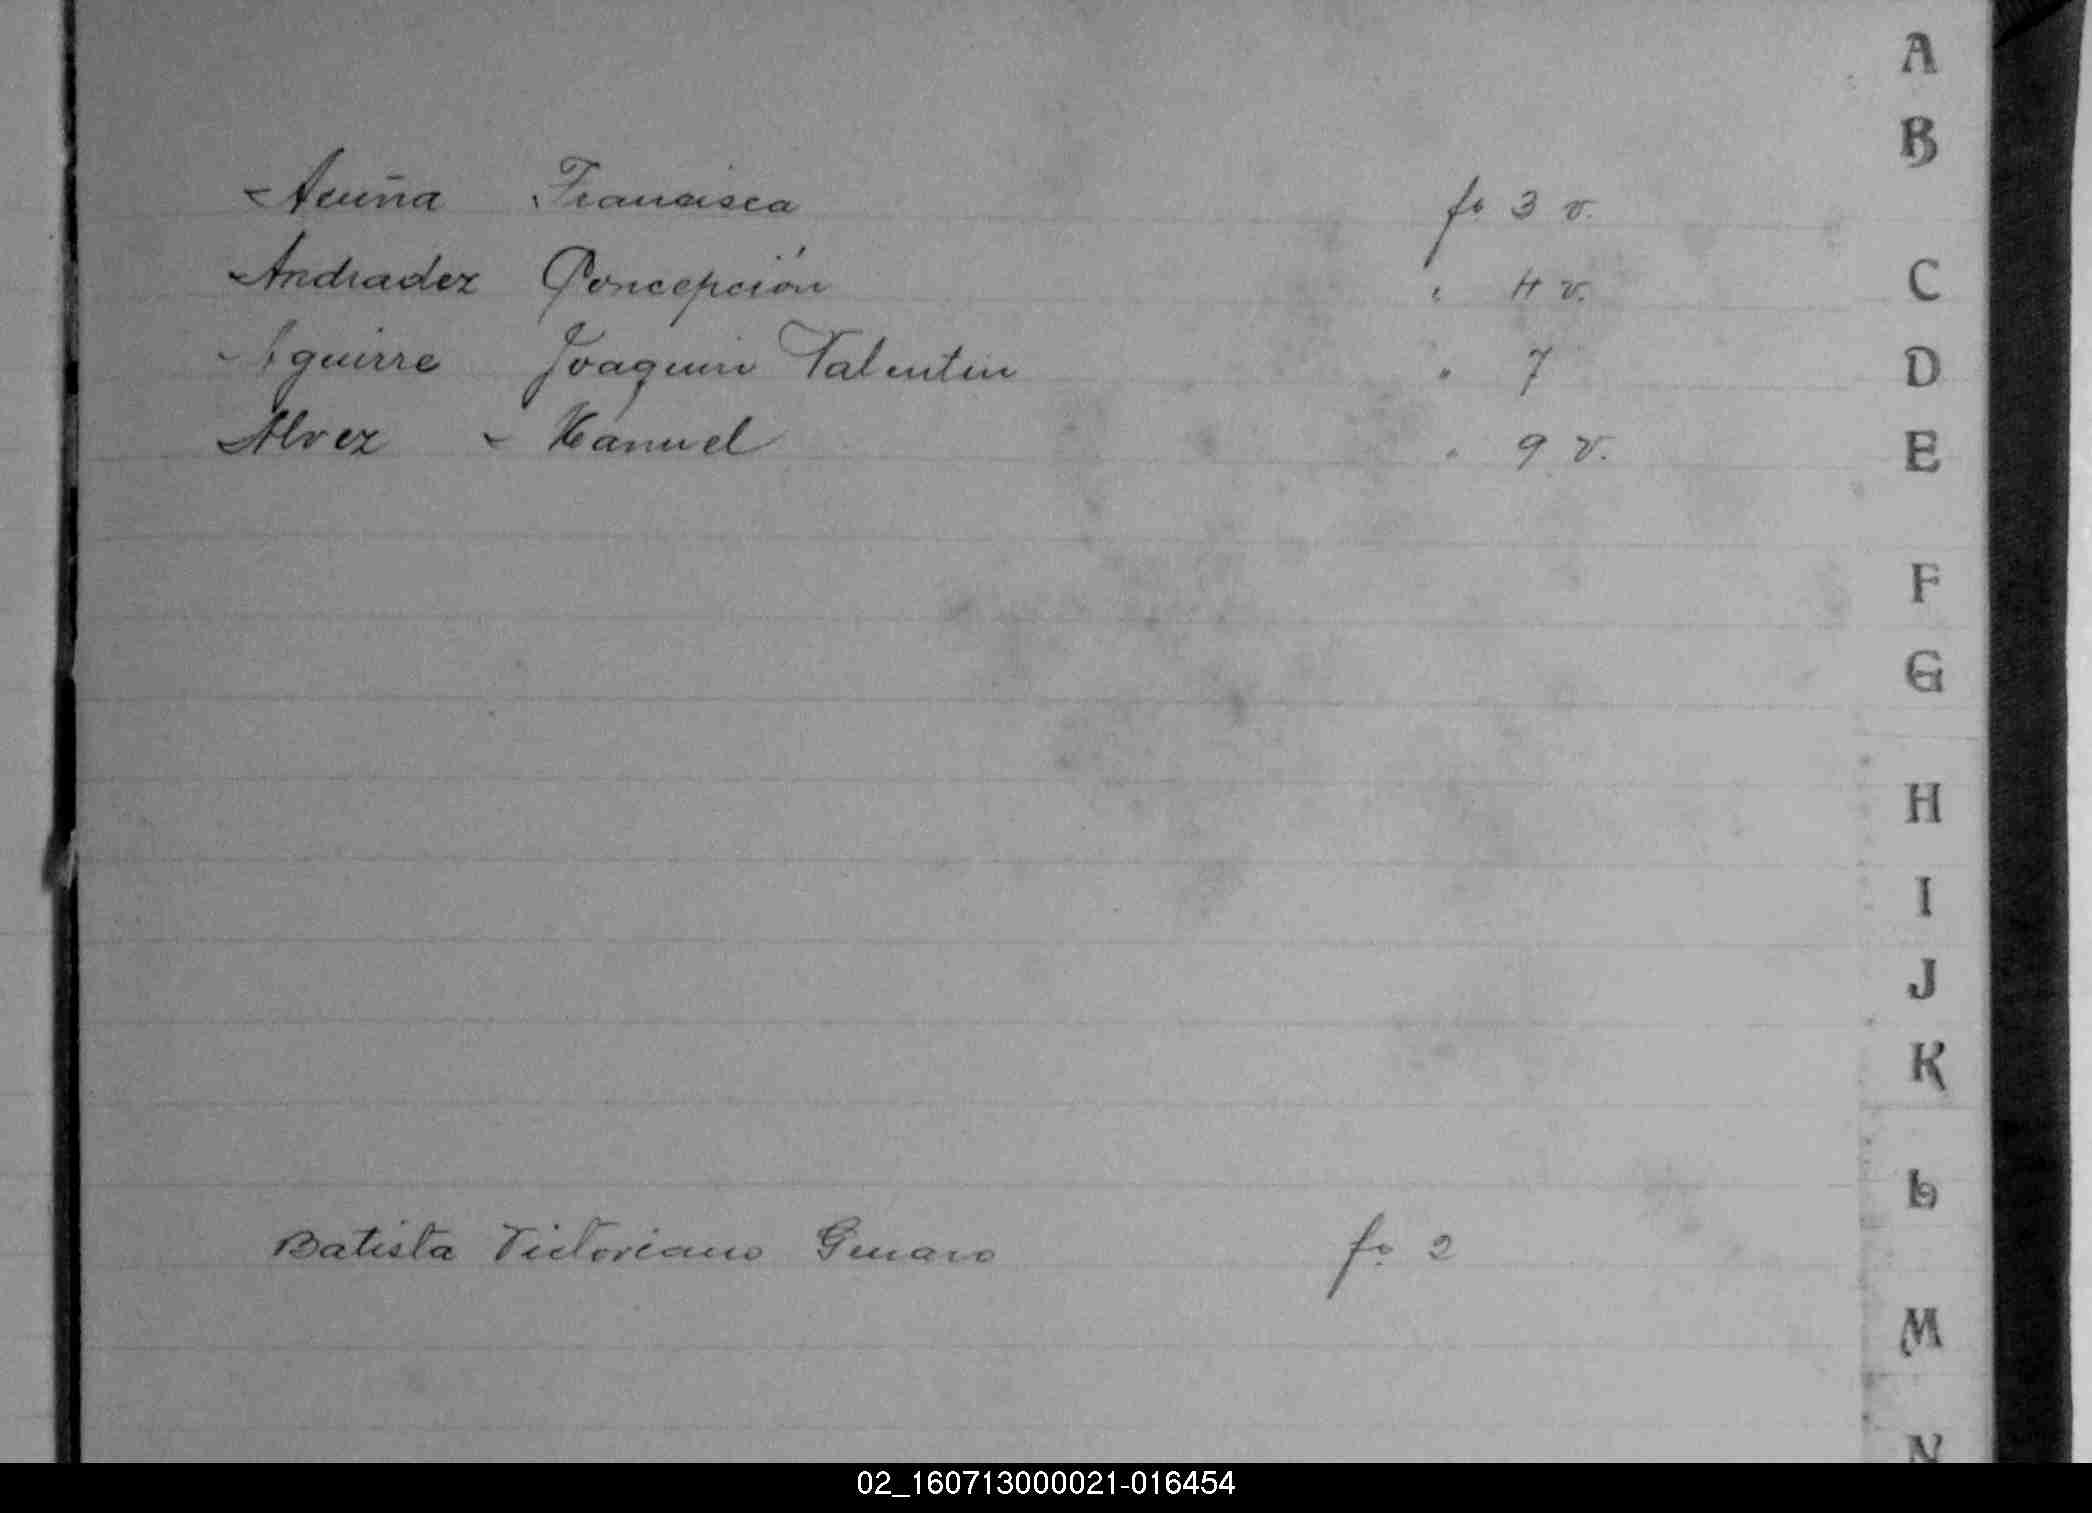 A
B
Acuña Francisca fo 3 v.
Andradez Concepción " 4 v.
C
Aguirre Joaquin Valentin " 7
D
Alvez - Manuel " 9 v.
E
F
G
H
I
J
K
L
Batista Victoriano Genaro fo 2
M
N
02_160713000021-016454